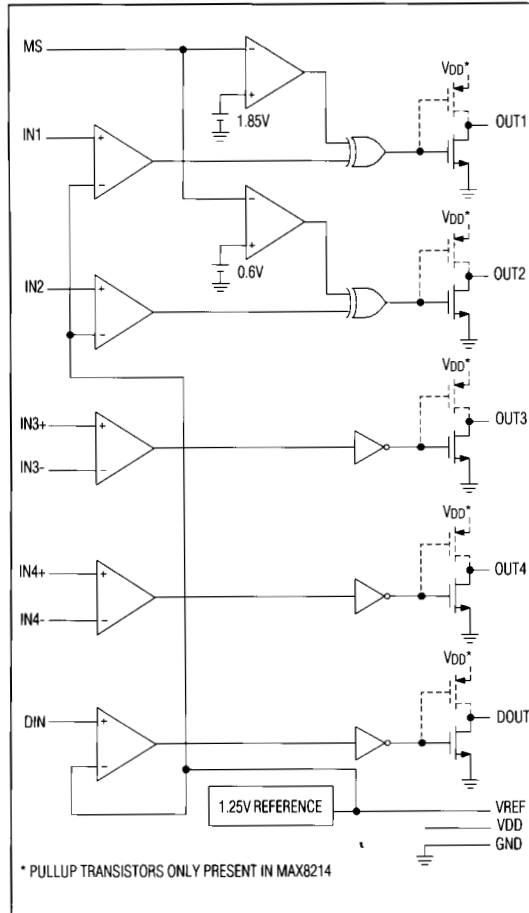 MS
VDD*
OUT1
+
1.85V
IN1
+
-
VDD*
OUT2
-
+
0.6V
IN2
+
-
VDD*
OUT3
IN3+
+
IN3-
-
VDD*
OUT4
IN4+
+
IN4-
-
VDD*
DOUT
DIN
+
-
1.25V REFERENCE
VREF
VDD
GND
* PULLUP TRANSISTORS ONLY PRESENT IN MAX8214